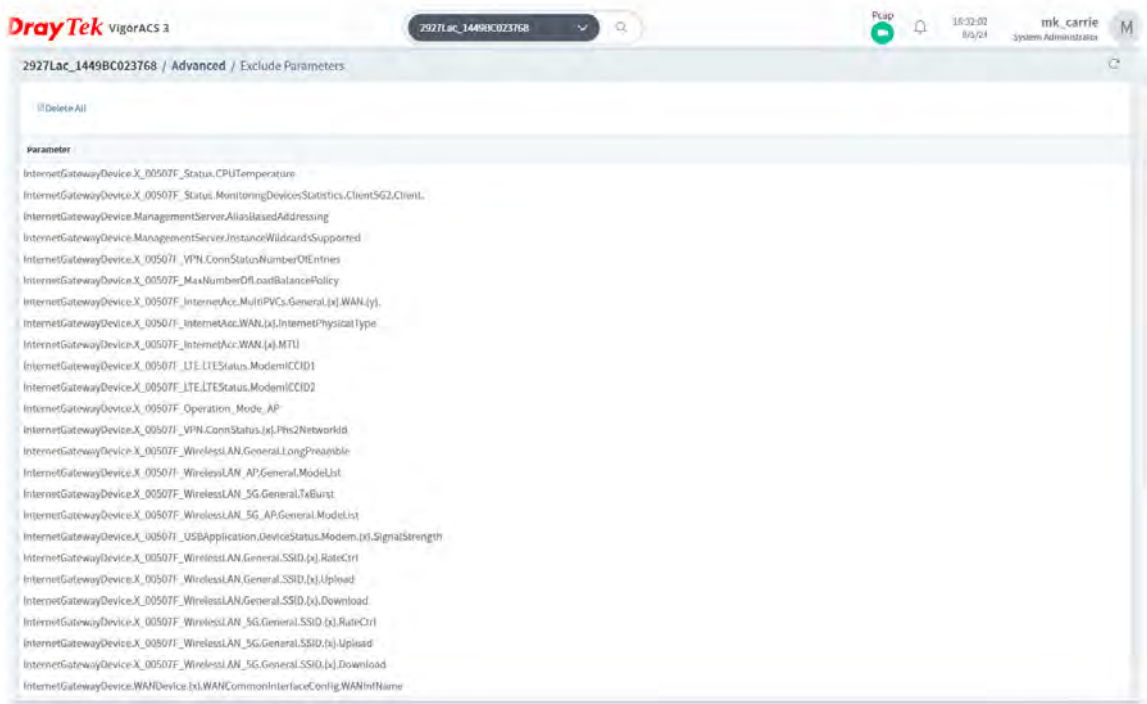 DrayTek VigorACS 3
2927Lac_1449BC023768
Pcap
mk_carrie
System Administrator
M
2927Lac_1449BC023768 / Advanced / Exclude Parameters
Delete All
Parameter
InternetGatewayDevice.X_00507F_Status.CPUTemperature
InternetGatewayDevice.X_00507F_Status.MonitoringDevicesStatistics.Client5G2.Client.
InternetGatewayDevice.ManagementServer.AliasBasedAddressing
InternetGatewayDevice.ManagementServer.InstanceWildcardsSupported
InternetGatewayDevice.X_00507F_VPN.ConnStatusNumberOfEntries
InternetGatewayDevice.X_00507F_MaxNumberOfLoadBalancePolicy
InternetGatewayDevice.X_00507F_InternetAcc.MultiPVCs.General.{x}.WAN.{y}.
InternetGatewayDevice.X_00507F_InternetAcc.WAN.{x}.InternetPhysicalType
InternetGatewayDevice.X_00507F_InternetAcc.WAN.{x}.MTU
InternetGatewayDevice.X_00507F_LTE.LTEStatus.ModemICCID1
InternetGatewayDevice.X_00507F_LTE.LTEStatus.ModemICCID2
InternetGatewayDevice.X_00507F_Operation_Mode_AP
InternetGatewayDevice.X_00507F_VPN.ConnStatus.{x}.Phs2NetworkId
InternetGatewayDevice.X_00507F_WirelessLAN.General.LongPreamble
InternetGatewayDevice.X_00507F_WirelessLAN_AP.General.ModeList
InternetGatewayDevice.X_00507F_WirelessLAN_5G.General.TxBurst
InternetGatewayDevice.X_00507F_WirelessLAN_5G_AP.General.ModeList
InternetGatewayDevice.X_00507F_USBApplication.DeviceStatus.Modem.{x}.SignalStrength
InternetGatewayDevice.X_00507F_WirelessLAN.General.SSID.{x}.RateCtrl
InternetGatewayDevice.X_00507F_WirelessLAN.General.SSID.{x}.Upload
InternetGatewayDevice.X_00507F_WirelessLAN.General.SSID.{x}.Download
InternetGatewayDevice.X_00507F_WirelessLAN_5G.General.SSID.{x}.RateCtrl
InternetGatewayDevice.X_00507F_WirelessLAN_5G.General.SSID.{x}.Upload
InternetGatewayDevice.X_00507F_WirelessLAN_5G.General.SSID.{x}.Download
InternetGatewayDevice.WANDevice.{x}.WANCommonInterfaceConfig.WANInfName